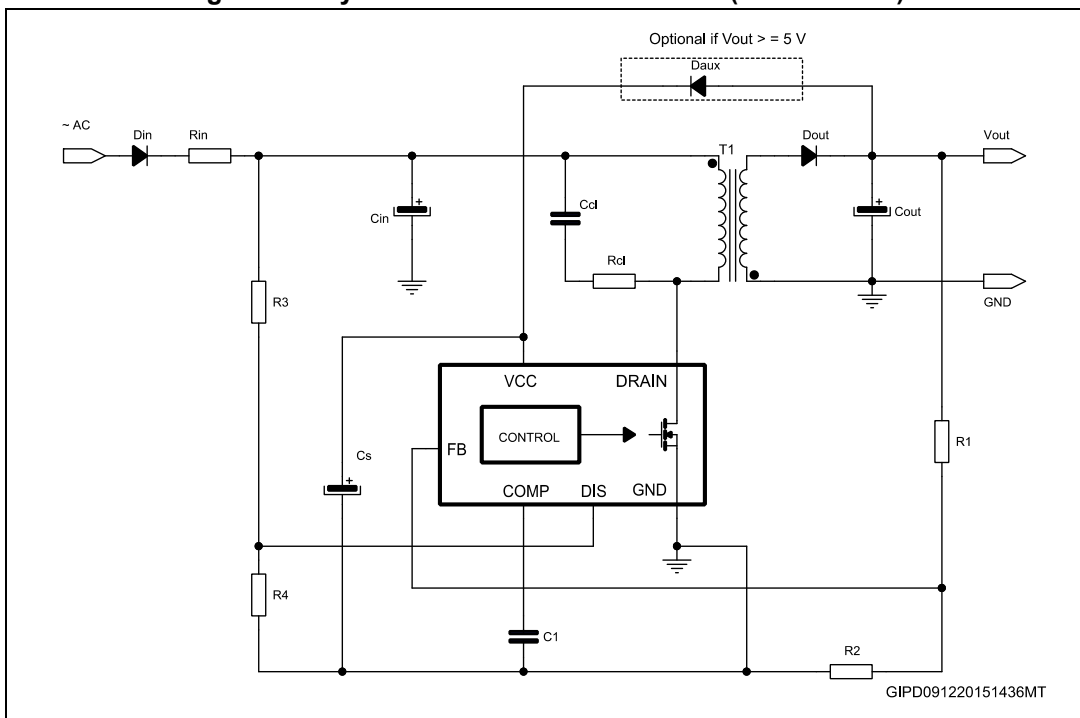 Optional if Vout > = 5 V
Daux
~ AC
Din
Rin
T1
Dout
Vout
Cin
+
Ccl
+
Cout
Rcl
GND
R3
VCC
DRAIN
CONTROL
FB
R1
Cs
+
COMP
DIS
GND
R4
C1
R2
GIPD091220151436MT